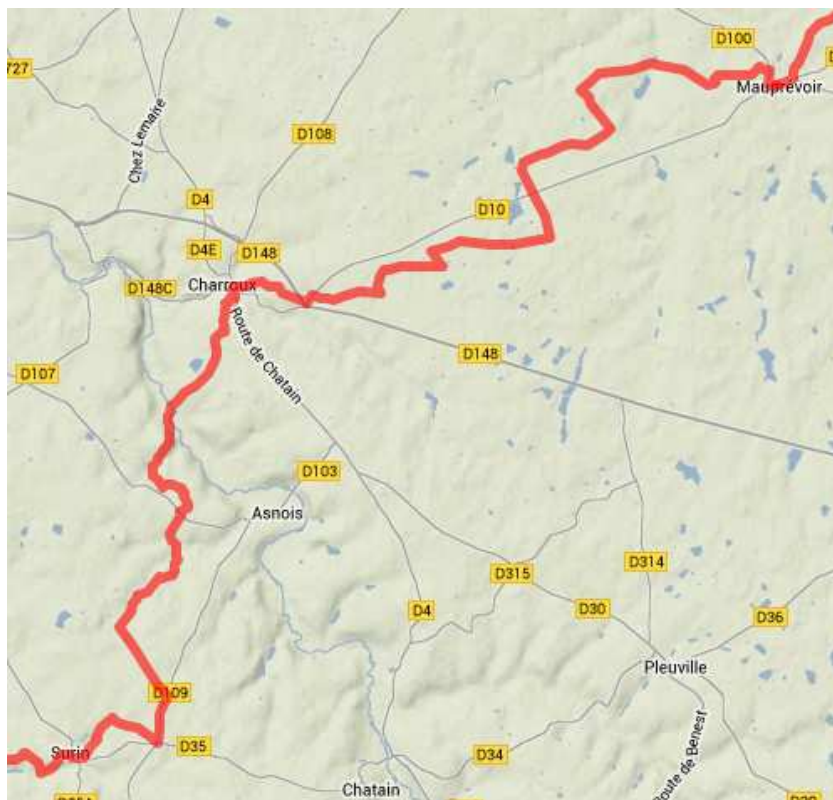 D100
727
Mauprévoir
D108
Chez Lemaire
D4
D10
D4E
D148
Charroux
D148C
Route de Chatain
D148
D107
D103
Asnois
D315
D314
D4
D30
D36
Pleuville
D109
Surin
D35
D34
Route de Benest
Chatain